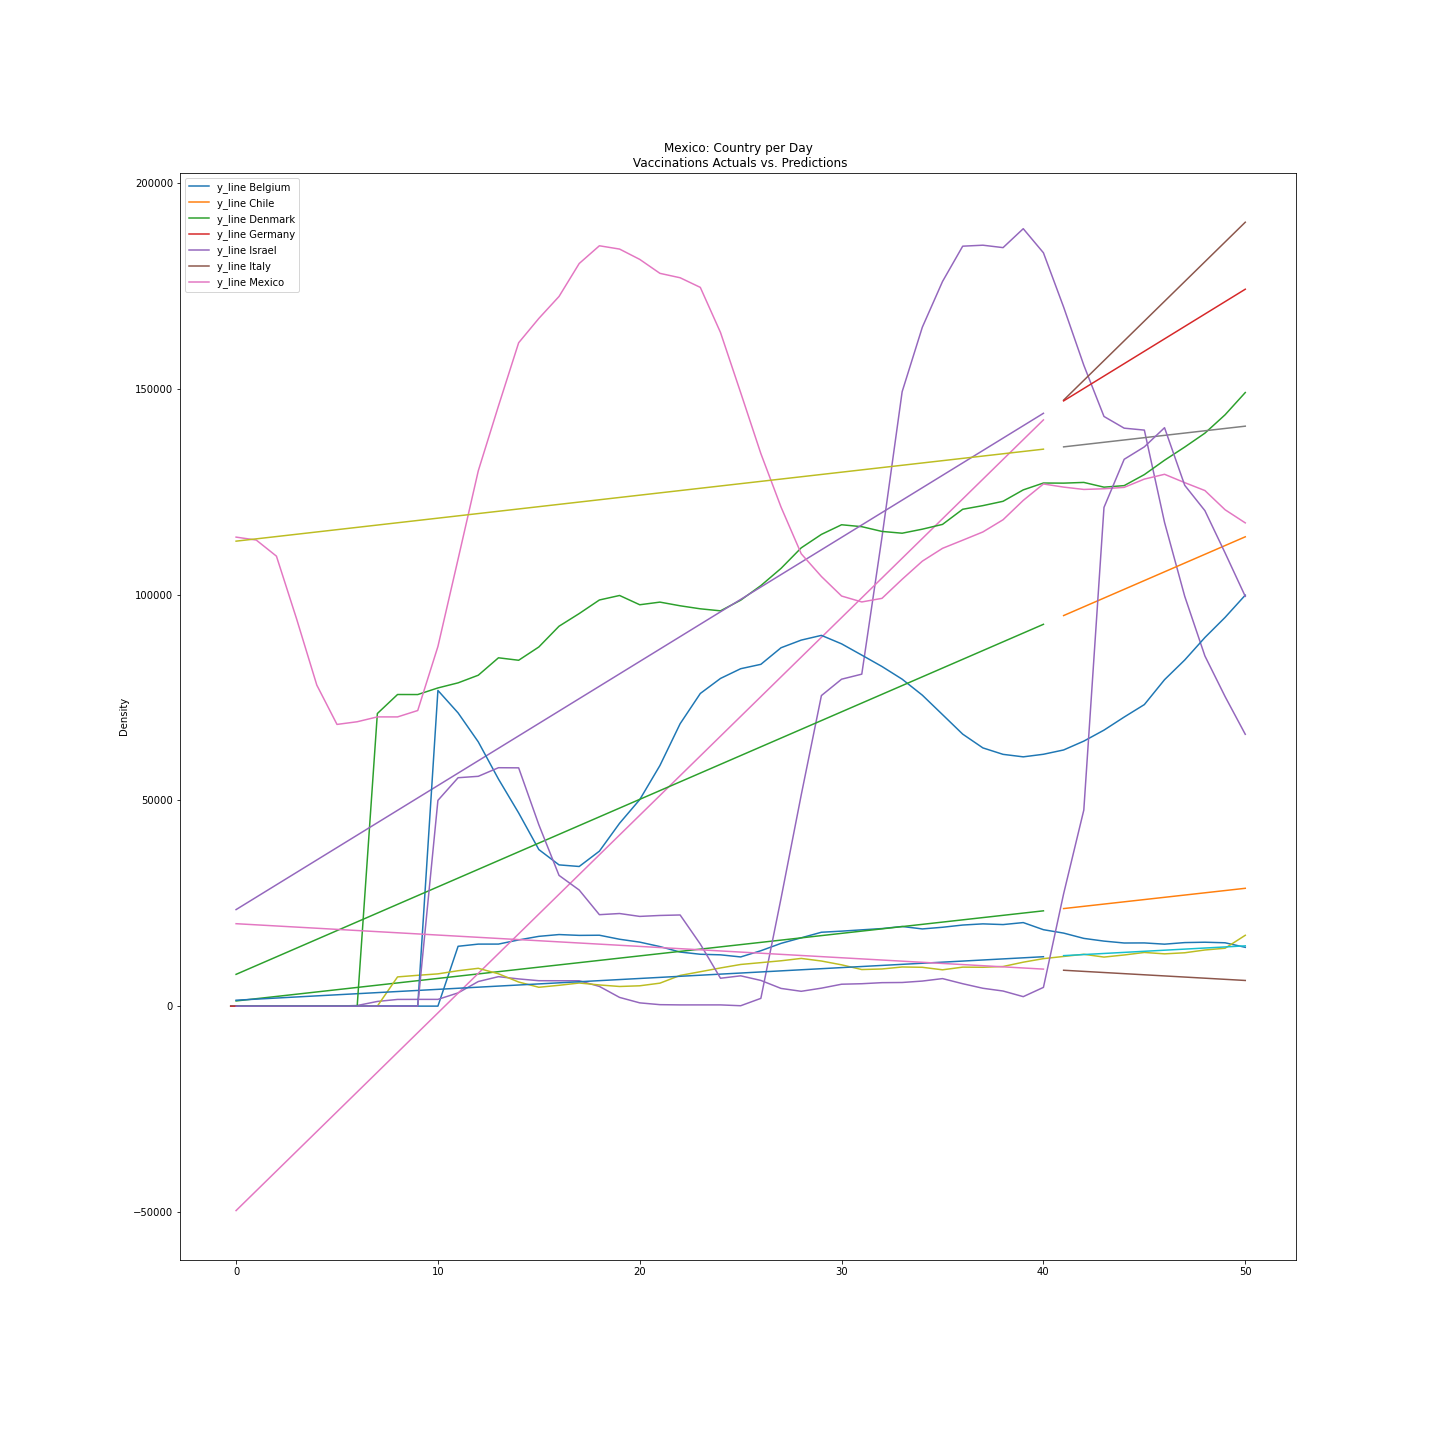 Mexico: Country per Day
Vaccinations Actuals vs. Predictions
y_line Belgium
y_line Chile
y_line Denmark
y_line Germany
y_line Israel
y_line Italy
y_line Mexico
200000
150000
100000
50000
0
−50000
Density
0 10 20 30 40 50